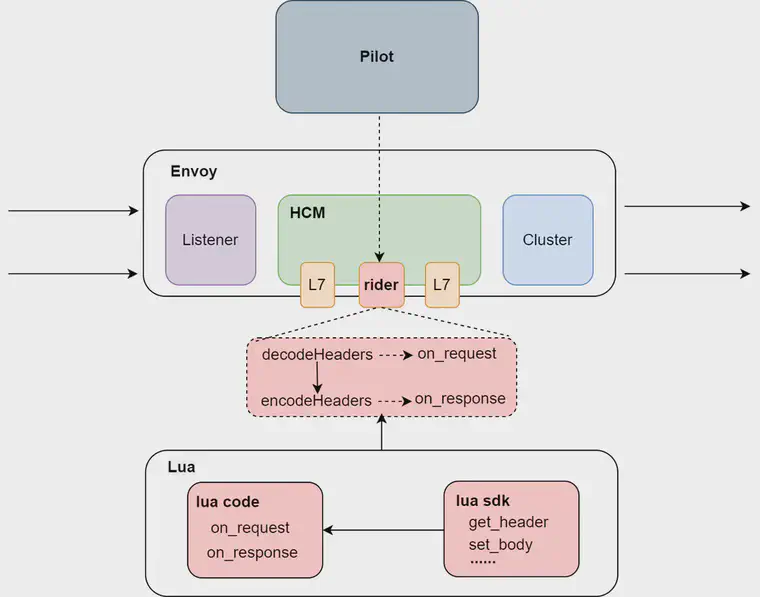 Pilot
Envoy
Listener
HCM
Cluster
L7
rider
L7
decodeHeaders
on_request
encodeHeaders
on_response
Lua
lua code
on_request
on_response
lua sdk
get_header
set_body
......